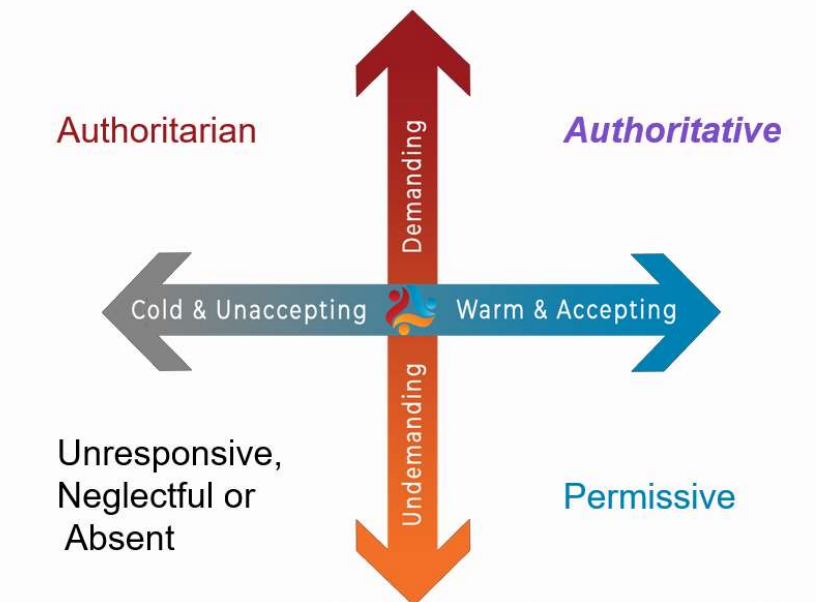 Authoritarian
Authoritative
Demanding
Cold & Unaccepting
Warm & Accepting
Undemanding
Unresponsive,
Neglectful or
Absent
Permissive